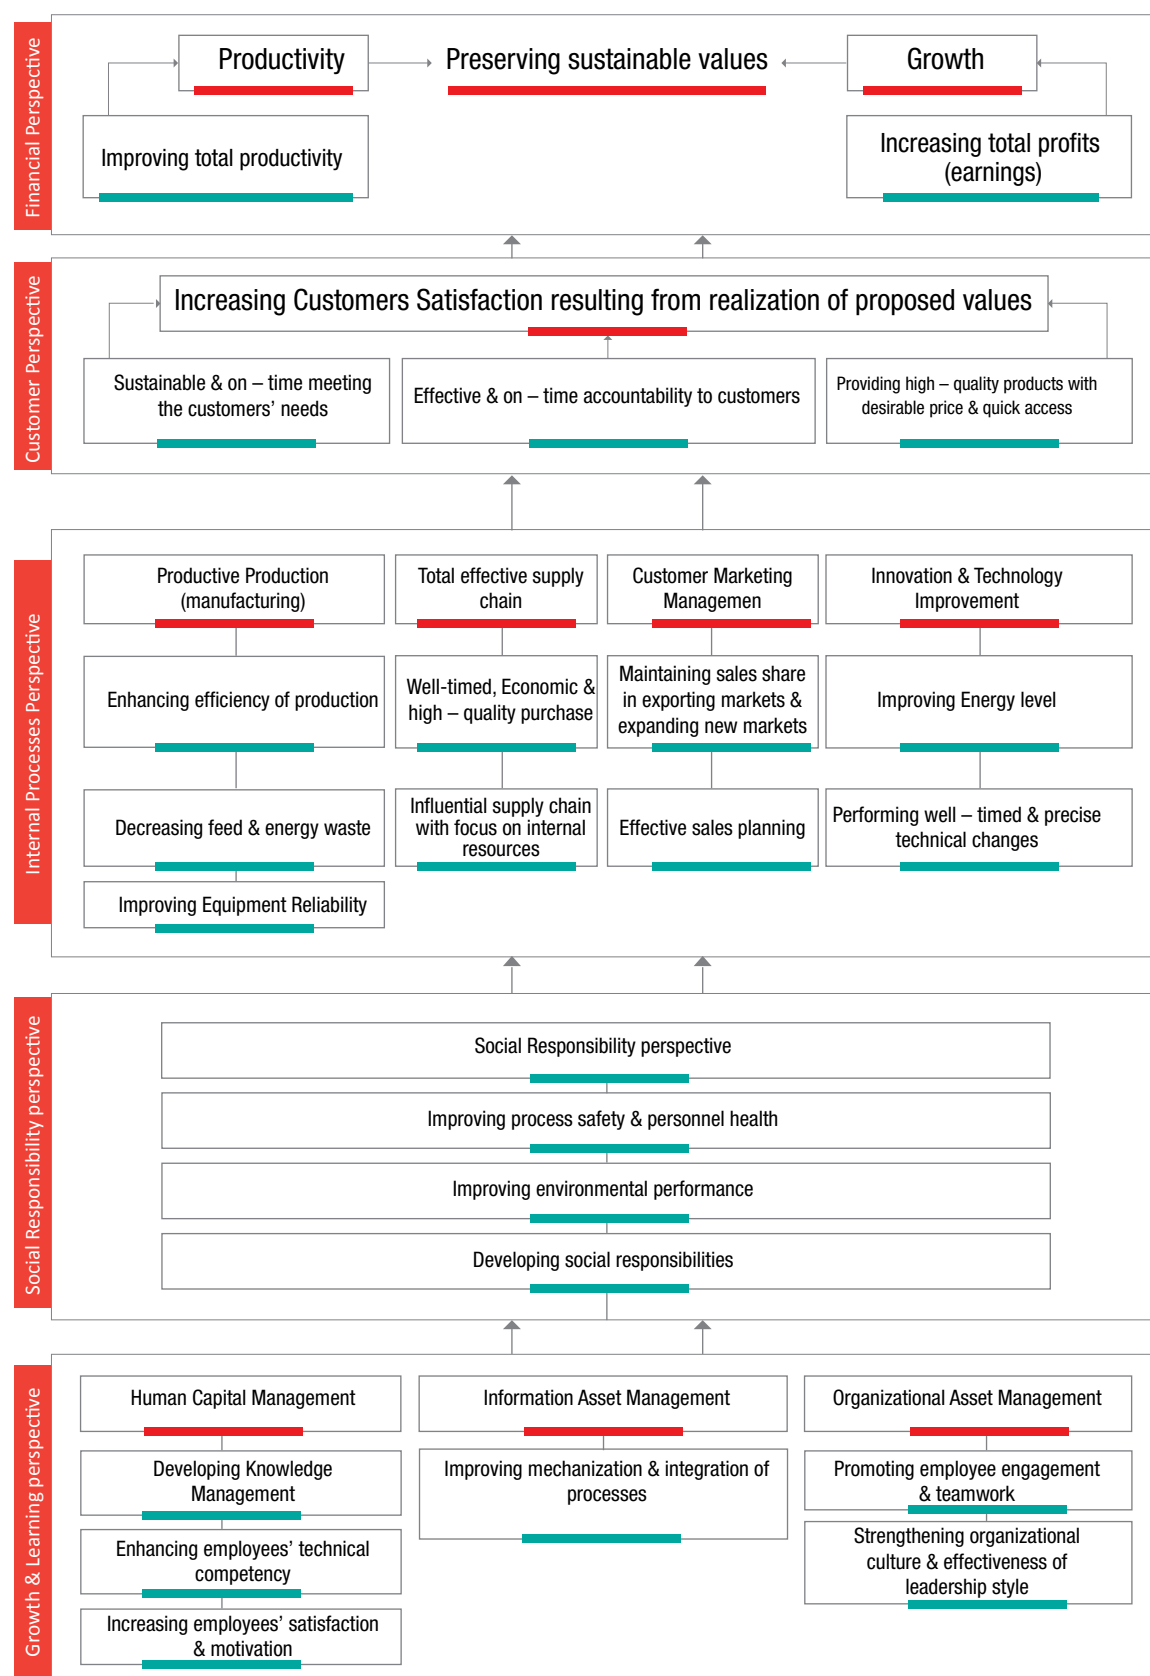 Financial Perspective
Productivity
Preserving sustainable values
Growth
Improving total productivity
Increasing total profits
(earnings)
Customer Perspective
Increasing Customers Satisfaction resulting from realization of proposed values
Sustainable & on – time meeting
the customers’ needs
Effective & on – time accountability to customers
Providing high – quality products with
desirable price & quick access
Internal Processes Perspective
Productive Production
(manufacturing)
Total effective supply
chain
Customer Marketing
Managemen
Innovation & Technology
Improvement
Enhancing efficiency of production
Well-timed, Economic &
high – quality purchase
Maintaining sales share
in exporting markets &
expanding new markets
Improving Energy level
Decreasing feed & energy waste
Influential supply chain
with focus on internal
resources
Effective sales planning
Performing well – timed & precise
technical changes
Improving Equipment Reliability
Social Responsibility perspective
Social Responsibility perspective
Improving process safety & personnel health
Improving environmental performance
Developing social responsibilities
Growth & Learning perspective
Human Capital Management
Information Asset Management
Organizational Asset Management
Developing Knowledge
Management
Improving mechanization & integration of
processes
Promoting employee engagement
& teamwork
Enhancing employees’ technical
competency
Strengthening organizational
culture & effectiveness of
leadership style
Increasing employees’ satisfaction
& motivation